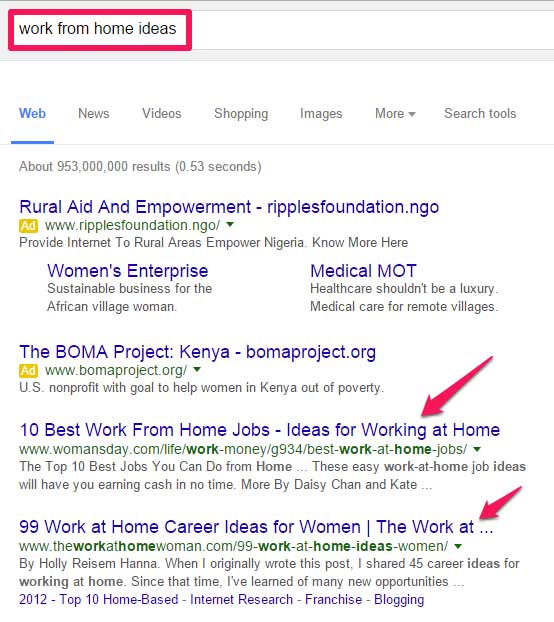 work from home ideas
Web News Videos Shopping Images More Search tools
About 953,000,000 results (0.53 seconds)
Rural Aid And Empowerment - ripplesfoundation.ngo
Ad www.ripplesfoundation.ngo/
Provide Internet To Rural Areas Empower Nigeria. Know More Here
Women's Enterprise
Sustainable business for the
African village woman.
Medical MOT
Healthcare shouldn't be a luxury.
Medical care for remote villages.
The BOMA Project: Kenya - bomaproject.org
Ad www.bomaproject.org/
U.S. nonprofit with goal to help women in Kenya out of poverty.
10 Best Work From Home Jobs - Ideas for Working at Home
www.womansday.com/life/work-money/g934/best-work-at-home-jobs/
The Top 10 Best Jobs You Can Do from Home ... These easy work-at-home job ideas
will have you earning cash in no time. More By Daisy Chan and Kate ...
99 Work at Home Career Ideas for Women | The Work at ...
www.theworkathomewoman.com/99-work-at-home-ideas-women/
By Holly Reisem Hanna. When I originally wrote this post, I shared 45 career ideas for
working at home. Since that time, I've learned of many new opportunities ...
2012 - Top 10 Home-Based - Internet Research - Franchise - Blogging